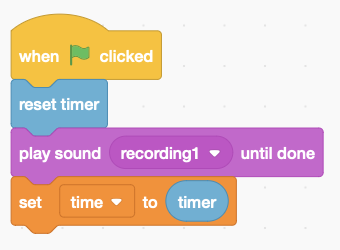 when clicked
reset timer
play sound recording1 until done
set time to timer